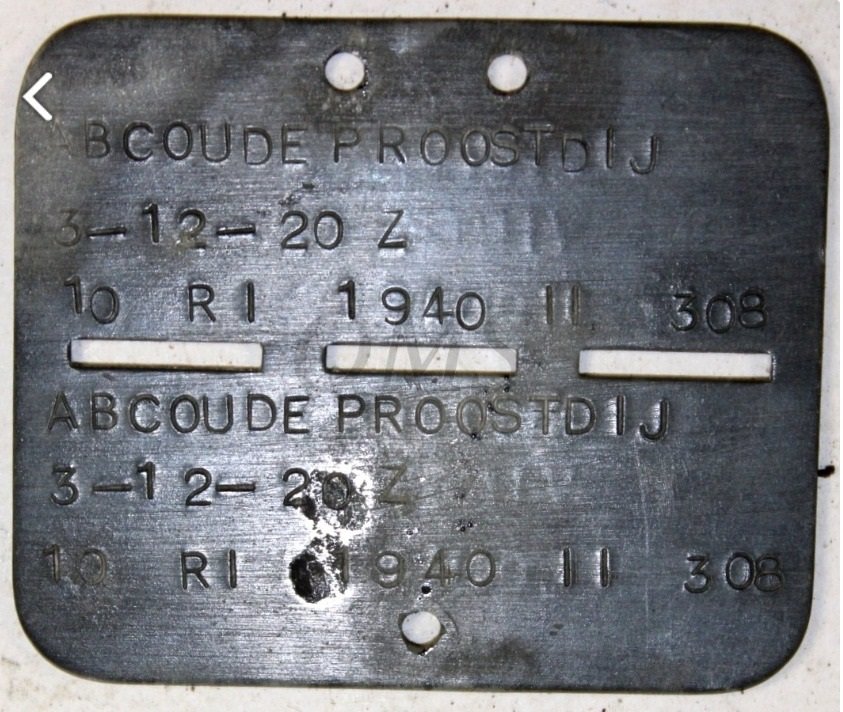 ABCOUDE PROOSTDIJ
3-12-20 Z
10 RI 1940 II 308
ABCOUDE PROOSTDIJ
3-12-20 Z
10 RI 1940 II 308